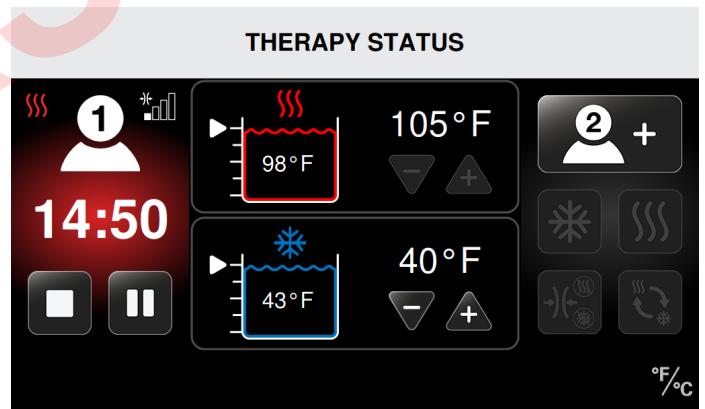 THERAPY STATUS
1
14:50
105°F
98°F
40°F
43°F
2 +
°F/°C